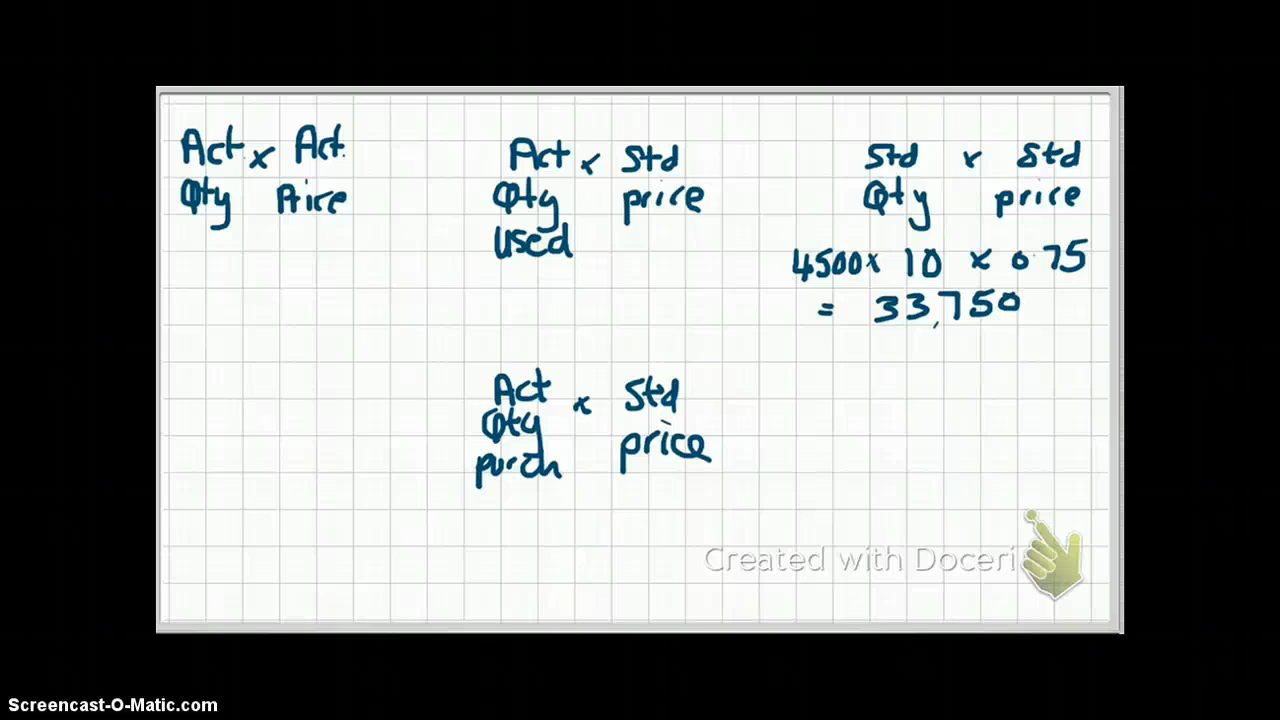 Act x Act.
Qty Price
Act x Std
Qty price
used
Std x Std
Qty price
4500 x 10 x 0.75
= 33,750
Act x Std
Qty price
purch
Created with Doceri
Screencast-O-Matic.com